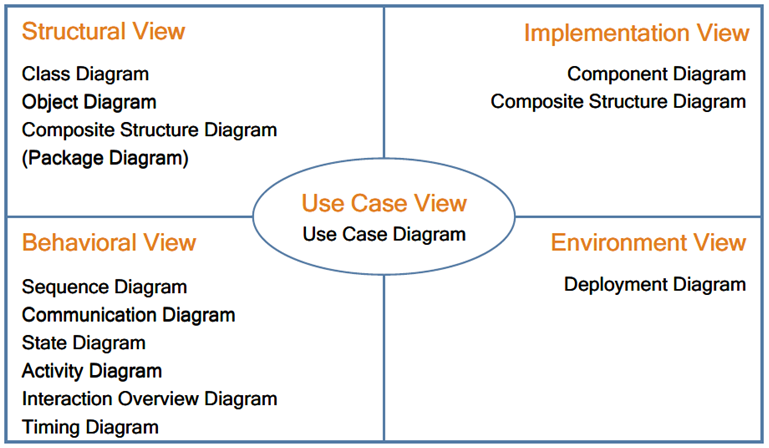 Structural View
Class Diagram
Object Diagram
Composite Structure Diagram
(Package Diagram)
Implementation View
Component Diagram
Composite Structure Diagram
Use Case View
Use Case Diagram
Behavioral View
Sequence Diagram
Communication Diagram
State Diagram
Activity Diagram
Interaction Overview Diagram
Timing Diagram
Environment View
Deployment Diagram